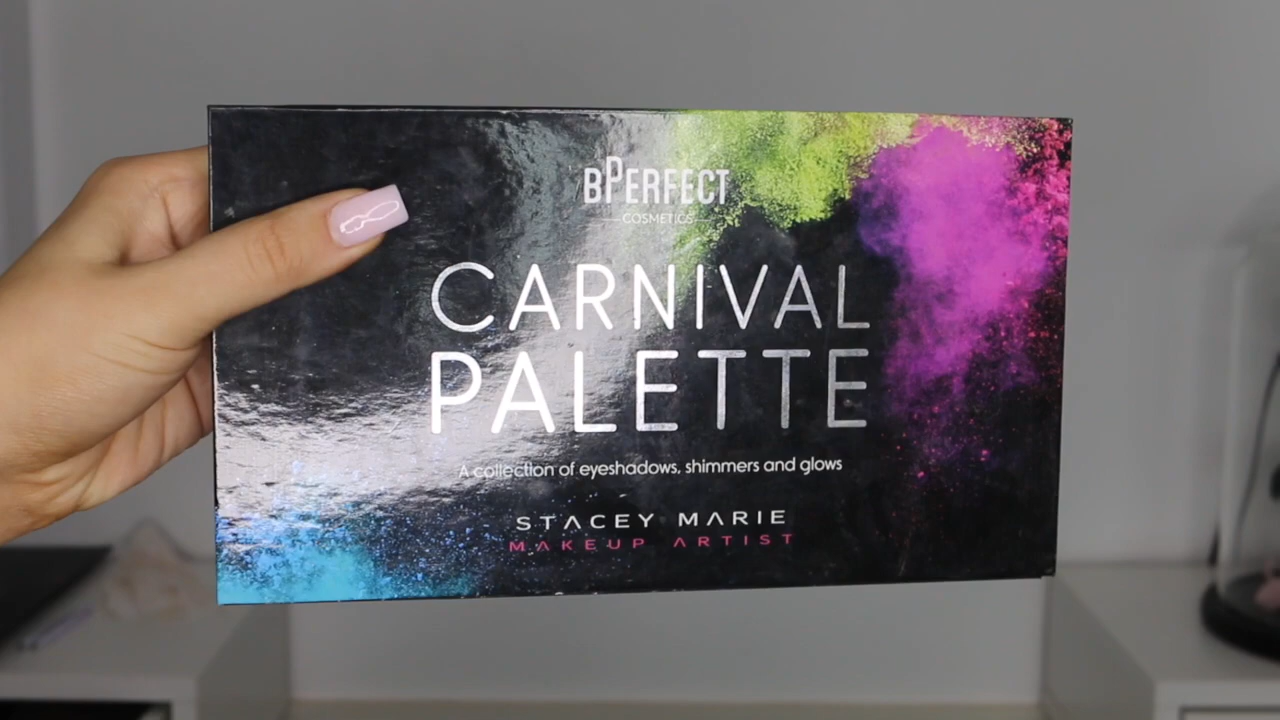 BPERFECT
COSMETICS
CARNIVAL
PALETTE
A collection of eyeshadows, shimmers and glows
STACEY MARIE
MAKEUP ARTIST